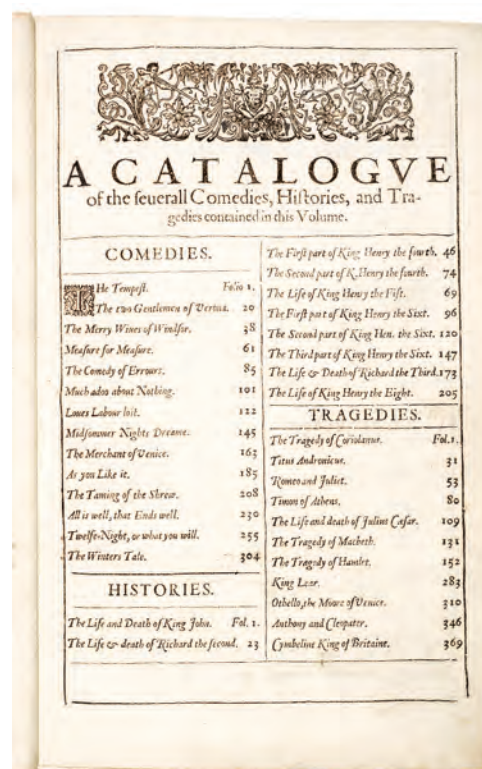 A CATALOGVE
of the ſeuerall Comedies, Hiſtories, and Tra-
gedies contained in this Volume.
COMEDIES.
The Tempeſt. Folio 1.
The two Gentlemen of Verona. 20
The Merry Wiues of Windſor. 38
Meaſure for Meaſure. 61
The Comedy of Errours. 85
Much adoo about Nothing. 101
Loues Labour loſt. 122
Midſommer Nights Dreame. 145
The Merchant of Venice. 163
As you Like it. 185
The Taming of the Shrew. 208
All is well, that Ends well. 230
Twelfe-Night, or what you will. 255
The Winters Tale. 304
HISTORIES.
The Life and Death of King John. Fol. 1.
The Life & death of Richard the ſecond. 23
The Firſt part of King Henry the fourth. 46
The Second part of K. Henry the fourth. 74
The Life of King Henry the Fift. 69
The Firſt part of King Henry the Sixt. 96
The Second part of King Hen. the Sixt. 120
The Third part of King Henry the Sixt. 147
The Life & Death of Richard the Third. 173
The Life of King Henry the Eight. 205
TRAGEDIES.
The Tragedy of Coriolanus. Fol. 1.
Titus Andronicus. 31
Romeo and Juliet. 53
Timon of Athens. 80
The Life and death of Julius Cæſar. 109
The Tragedy of Macbeth. 131
The Tragedy of Hamlet. 152
King Lear. 283
Othello, the Moore of Venice. 310
Anthony and Cleopater. 346
Cymbeline King of Britaine. 369